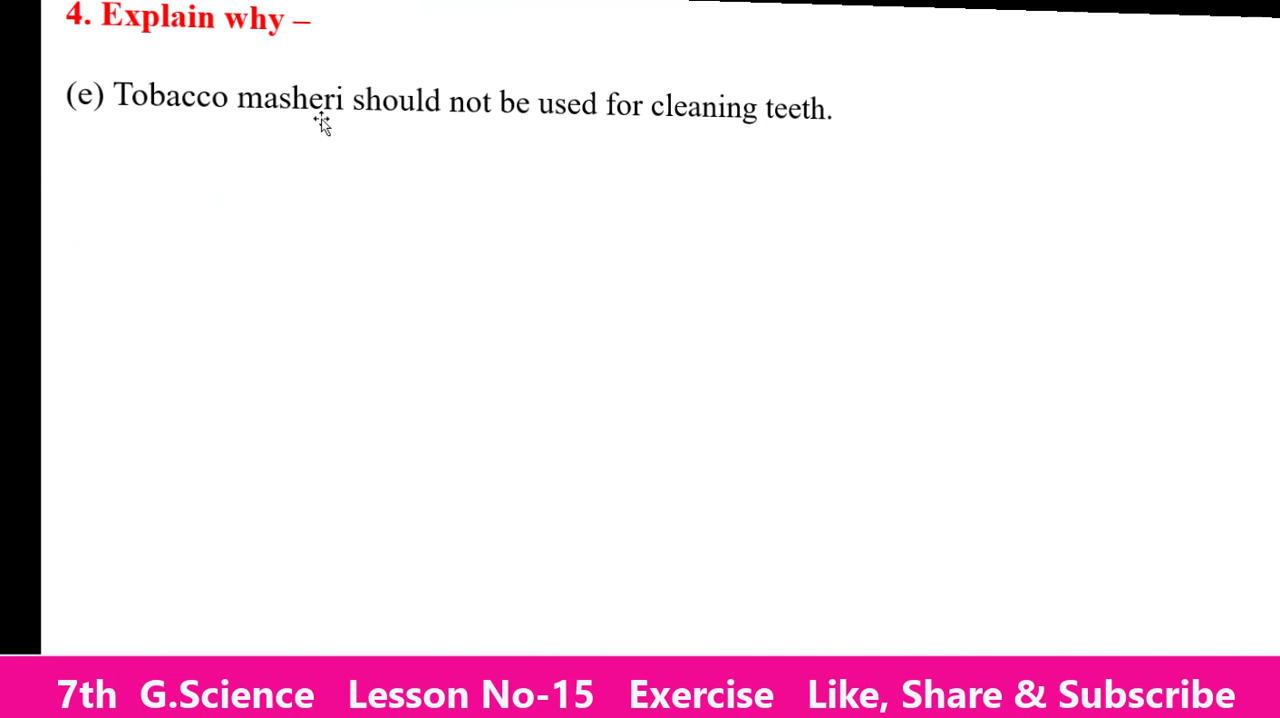 4. Explain why –
(e) Tobacco masheri should not be used for cleaning teeth.
7th G.Science Lesson No-15 Exercise Like, Share & Subscribe